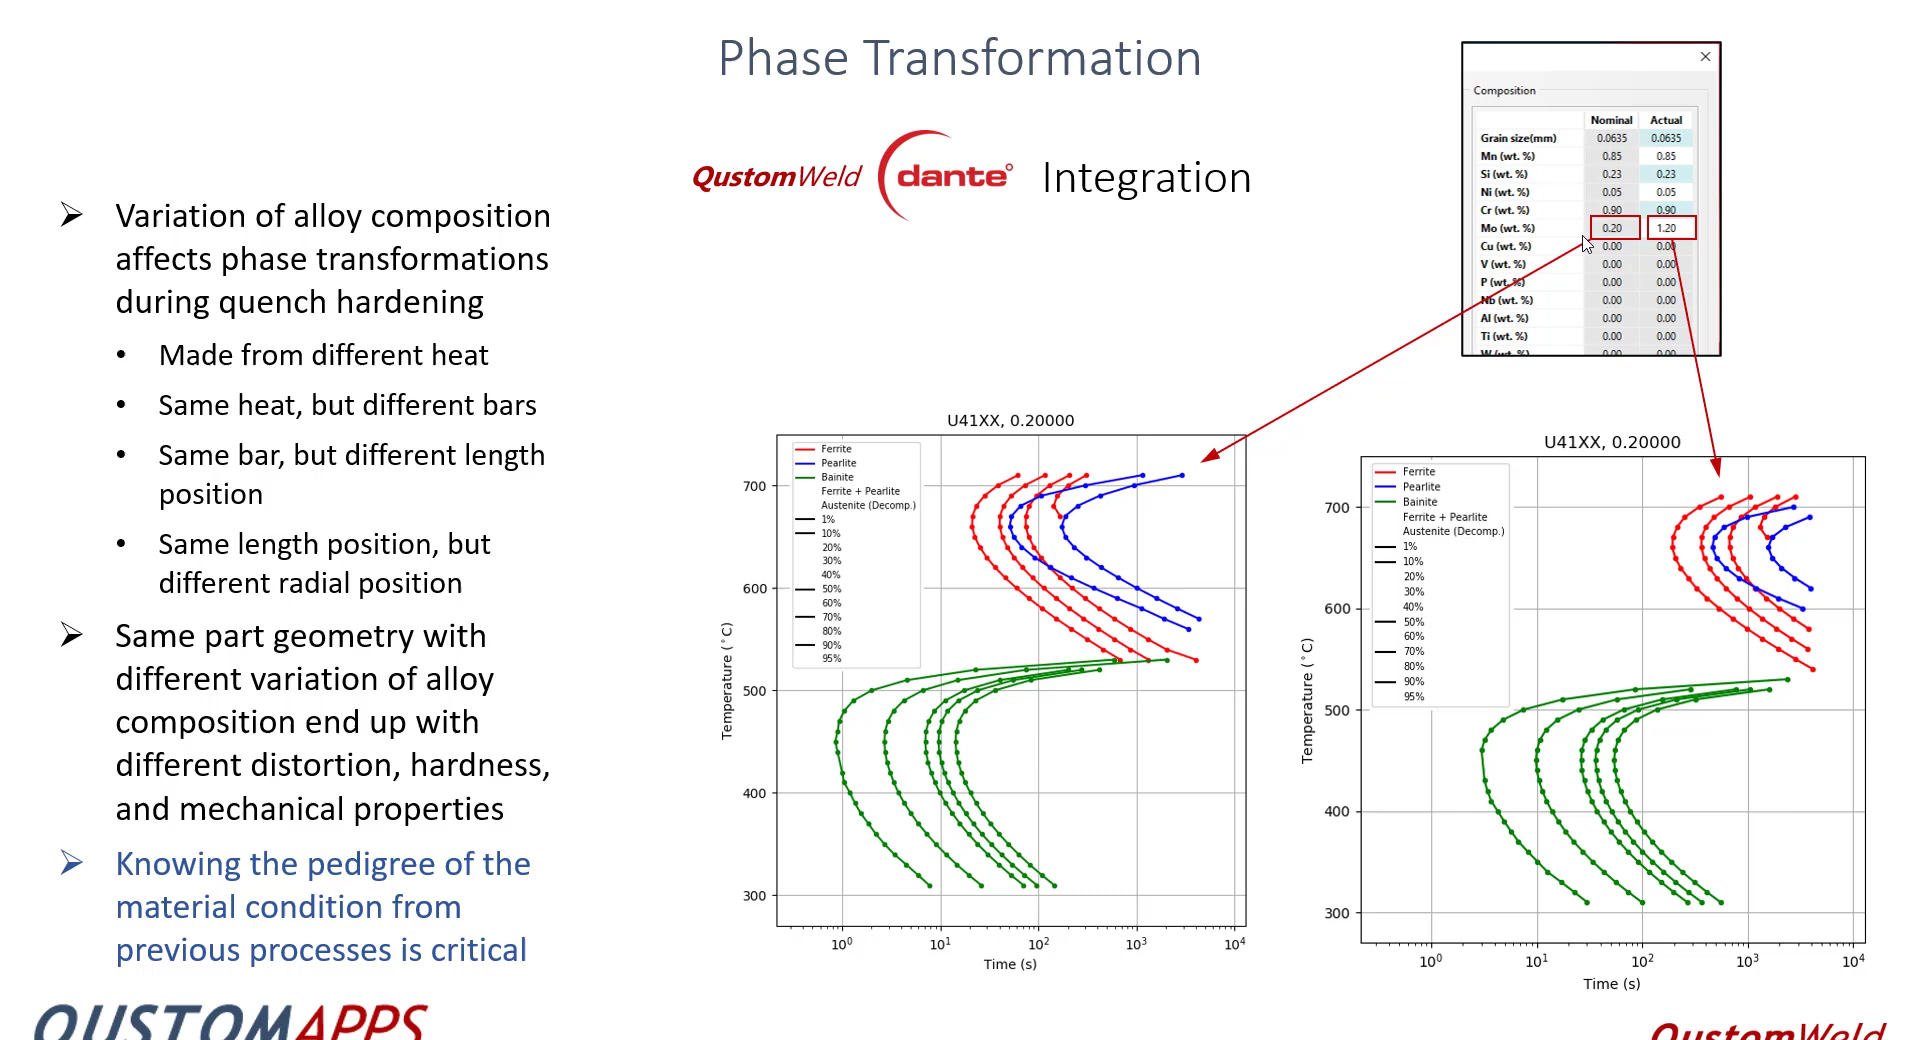 Phase Transformation
QustomWeld dante Integration
➢ Variation of alloy composition
affects phase transformations
during quench hardening
• Made from different heat
• Same heat, but different bars
• Same bar, but different length
position
• Same length position, but
different radial position
➢ Same part geometry with
different variation of alloy
composition end up with
different distortion, hardness,
and mechanical properties
➢ Knowing the pedigree of the
material condition from
previous processes is critical
Composition
Nominal Actual
Grain size(mm) 0.0635 0.0635
Mn (wt. %) 0.85 0.85
Si (wt. %) 0.23 0.23
Ni (wt. %) 0.05 0.05
Cr (wt. %) 0.90 0.90
Mo (wt. %) 0.20 1.20
Cu (wt. %) 0.00 0.00
V (wt. %) 0.00 0.00
P (wt. %) 0.00 0.00
Nb (wt. %) 0.00 0.00
Al (wt. %) 0.00 0.00
Ti (wt. %) 0.00 0.00
W (wt. %) 0.00 0.00
U41XX, 0.20000
Ferrite
Pearlite
Bainite
Ferrite + Pearlite
Austenite (Decomp.)
1%
10%
20%
30%
40%
50%
60%
70%
80%
90%
95%
700
600
500
400
300
Temperature (°C)
10⁰ 10¹ 10² 10³ 10⁴
Time (s)
U41XX, 0.20000
Ferrite
Pearlite
Bainite
Ferrite + Pearlite
Austenite (Decomp.)
1%
10%
20%
30%
40%
50%
60%
70%
80%
90%
95%
700
600
500
400
300
Temperature (°C)
10⁰ 10¹ 10² 10³ 10⁴
Time (s)
QUSTOMAPPS
QustomWeld